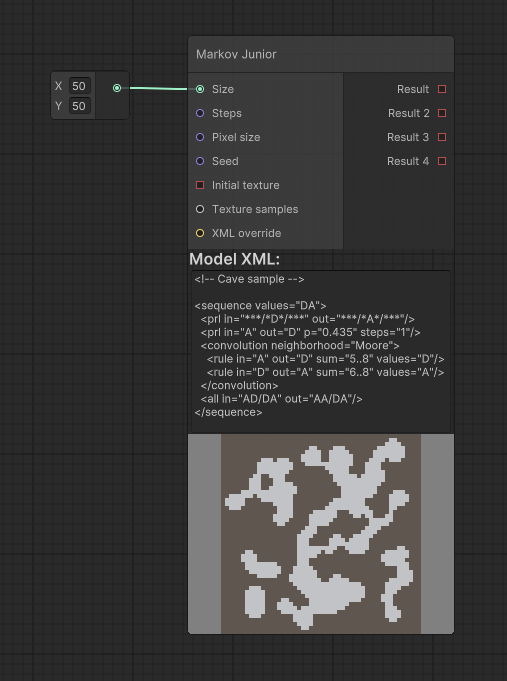 Markov Junior
X 50
Y 50
Size
Result
Steps
Result 2
Pixel size
Result 3
Seed
Result 4
Initial texture
Texture samples
XML override
Model XML:
<!-- Cave sample -->
<sequence values="DA">
<prl in="***/*D*/***" out="***/*A*/***"/>
<prl in="A" out="D" p="0.435" steps="1"/>
<convolution neighborhood="Moore">
<rule in="A" out="D" sum="5..8" values="D"/>
<rule in="D" out="A" sum="6..8" values="A"/>
</convolution>
<all in="AD/DA" out="AA/DA"/>
</sequence>